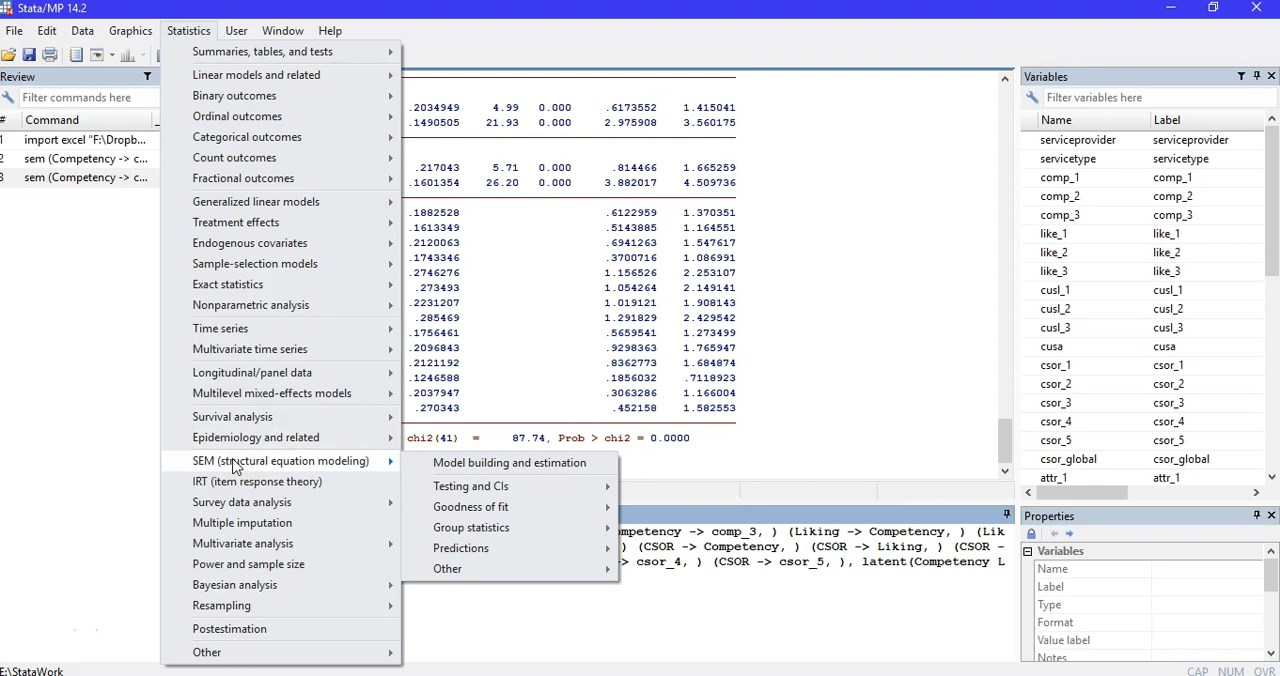 Stata/MP 14.2
File Edit Data Graphics Statistics User Window Help
Review
Filter commands here
# Command
1 import excel "F:\Dropb...
2 sem (Competency -> c...
3 sem (Competency -> c...
Summaries, tables, and tests
Linear models and related
Binary outcomes
Ordinal outcomes
Categorical outcomes
Count outcomes
Fractional outcomes
Generalized linear models
Treatment effects
Endogenous covariates
Sample-selection models
Exact statistics
Nonparametric analysis
Time series
Multivariate time series
Longitudinal/panel data
Multilevel mixed-effects models
Survival analysis
Epidemiology and related
SEM (structural equation modeling)
IRT (item response theory)
Survey data analysis
Multiple imputation
Multivariate analysis
Power and sample size
Bayesian analysis
Resampling
Postestimation
Other
Model building and estimation
Testing and CIs
Goodness of fit
Group statistics
Predictions
Other
.2034949 4.99 0.000 .6173552 1.415041
.1490505 21.93 0.000 2.975908 3.560175
.217043 5.71 0.000 .814466 1.665259
.1601354 26.20 0.000 3.882017 4.509736
.1882528 .6122959 1.370351
.1613349 .5143885 1.164551
.2120063 .6941263 1.547617
.1743346 .3700716 1.086991
.2746276 1.156526 2.253107
.273493 1.054264 2.149141
.2231207 1.019121 1.908143
.285469 1.291829 2.429542
.1756461 .5659541 1.273499
.2096843 .9298363 1.765947
.2121192 .8362773 1.684874
.1246588 .1856032 .7118923
.2037947 .3063286 1.166004
.270343 .452158 1.582553
chi2(41) = 87.74, Prob > chi2 = 0.0000
mpetency -> comp_3, ) (Liking -> Competency, ) (Lik
) (CSOR -> Competency, ) (CSOR -> Liking, ) (CSOR -
> csor_4, ) (CSOR -> csor_5, ), latent(Competency L
Variables
Filter variables here
Name Label
serviceprovider serviceprovider
servicetype servicetype
comp_1 comp_1
comp_2 comp_2
comp_3 comp_3
like_1 like_1
like_2 like_2
like_3 like_3
cusl_1 cusl_1
cusl_2 cusl_2
cusl_3 cusl_3
cusa cusa
csor_1 csor_1
csor_2 csor_2
csor_3 csor_3
csor_4 csor_4
csor_5 csor_5
csor_global csor_global
attr_1 attr_1
Properties
Variables
Name
Label
Type
Format
Value label
Notes
E:\StataWork
CAP NUM OVR